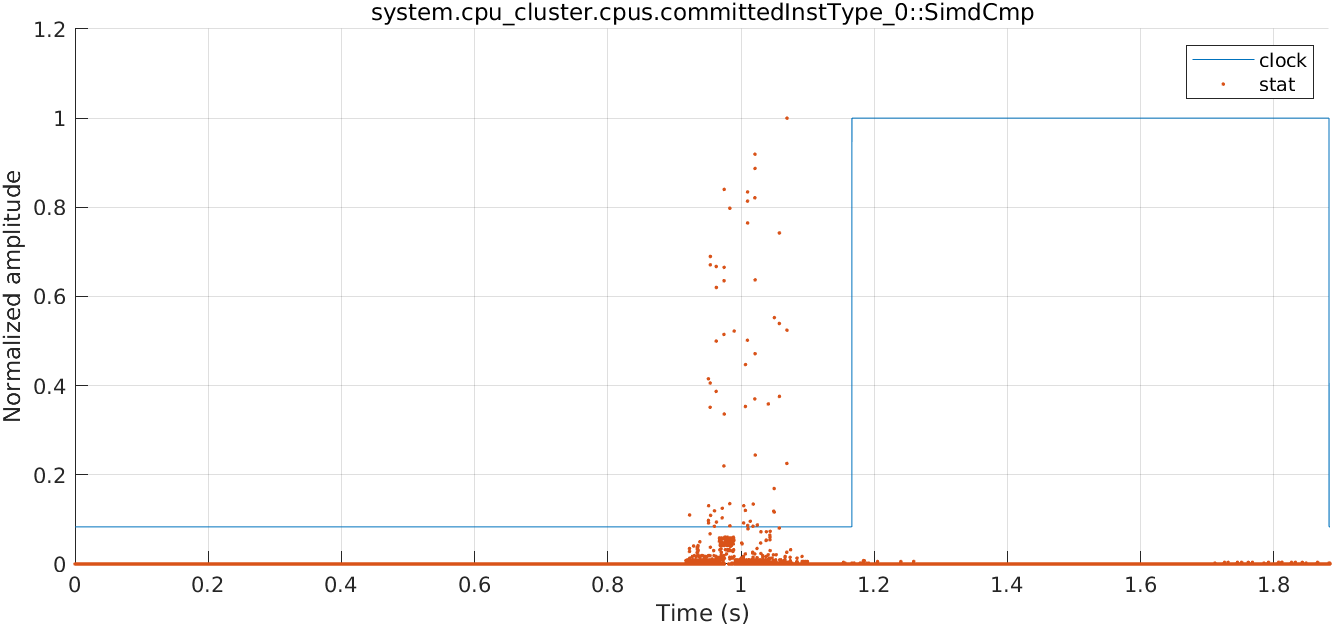 system.cpu_cluster.cpus.committedInstType_0::SimdCmp
Normalized amplitude
1.2
1
0.8
0.6
0.4
0.2
0
clock
stat
0 0.2 0.4 0.6 0.8 1 1.2 1.4 1.6 1.8
Time (s)